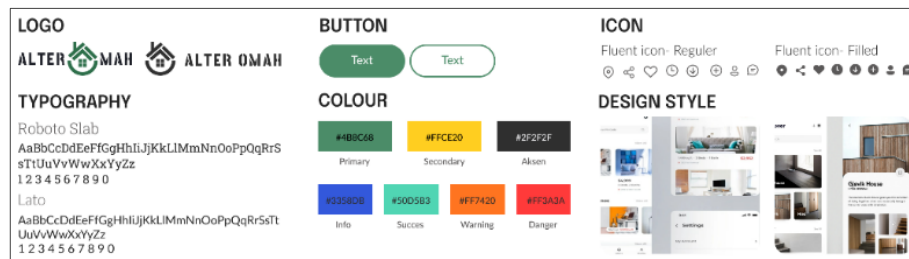 LOGO
ALTER MAH
ALTER OMAH
TYPOGRAPHY
Roboto Slab
AaBbCcDdEeFfGgHhIiJjKkLlMmNnOoPpQqRrS
sTtUuVvWwXxYyZz
1 2 3 4 5 6 7 8 9 0
Lato
AaBbCcDdEeFfGgHhIiJjKkLlMmNnOoPpQqRrSsTt
UuVvWwXxYyZz
1 2 3 4 5 6 7 8 9 0
BUTTON
Text
Text
COLOUR
#4B8C68
#FFCE20
#2F2F2F
Primary
Secondary
Aksen
#3358DB
#50D5B3
#FF7420
#FF3A3A
Info
Succes
Warning
Danger
ICON
Fluent icon- Reguler
Fluent icon- Filled
DESIGN STYLE
Settings
Gjovik House